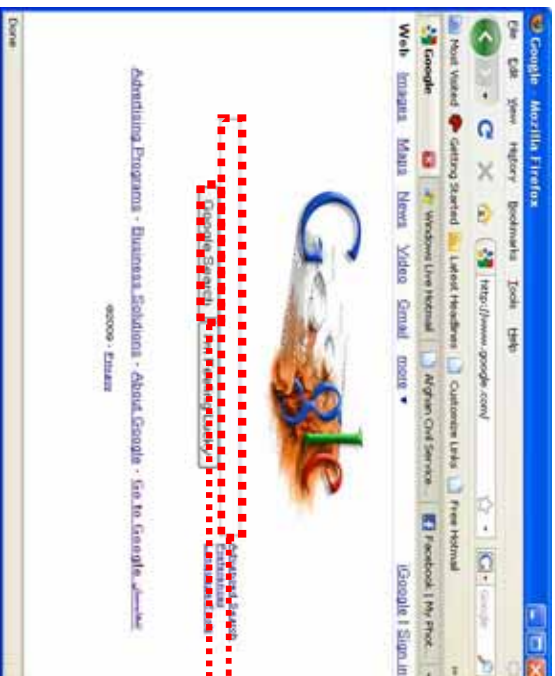 Google - Mozilla Firefox
File Edit View History Bookmarks Tools Help
http://www.google.com/ Google
Most Visited Getting Started Latest Headlines Customize Links Free Hotmail
Google Windows Live Hotmail Afghan Civil Service... Facebook | My Phot...
Web Images Maps News Video Gmail more ▼ iGoogle | Sign in
Advanced Search
Preferences
Google Search
Advertising Programs - Business Solutions - About Google - Go to Google
©2009 - Privacy
Done